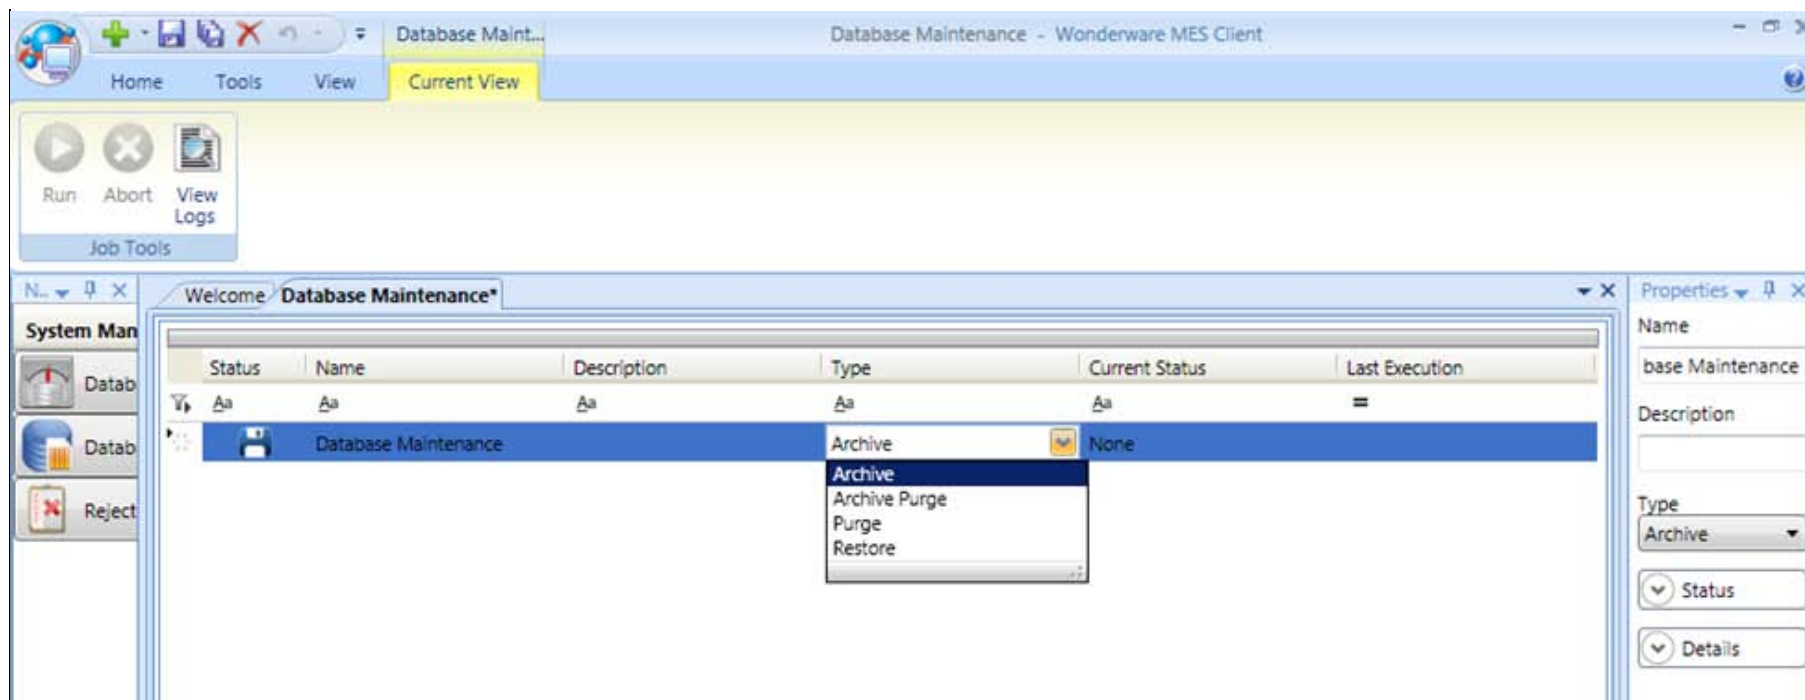 Database Maint...
Database Maintenance - Wonderware MES Client
Home Tools View Current View
Run Abort View Logs
Job Tools
N...
Welcome Database Maintenance*
Properties
System Man
Name
base Maintenance
Status Name Description Type Current Status Last Execution
Datab
Aa Aa Aa Aa Aa =
Description
Database Maintenance Archive None
Datab
Archive
Archive Purge
Purge
Restore
Reject
Type
Archive
Status
Details